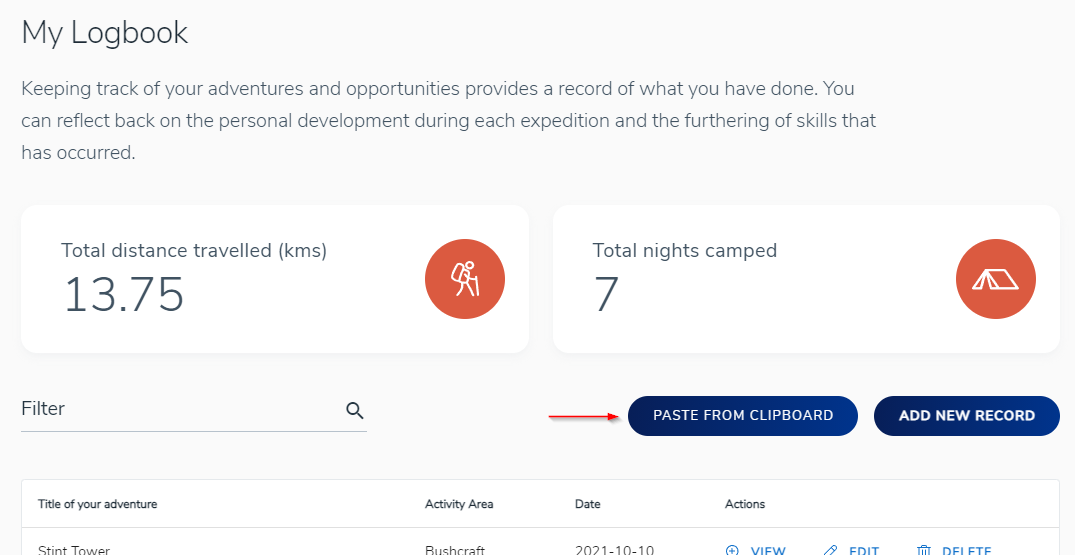 My Logbook
Keeping track of your adventures and opportunities provides a record of what you have done. You
can reflect back on the personal development during each expedition and the furthering of skills that
has occurred.
Total distance travelled (kms)
13.75
Total nights camped
7
Filter
PASTE FROM CLIPBOARD
ADD NEW RECORD
Title of your adventure Activity Area Date Actions
Stint Tower Bushcraft 2021-10-10 VIEW EDIT DELETE